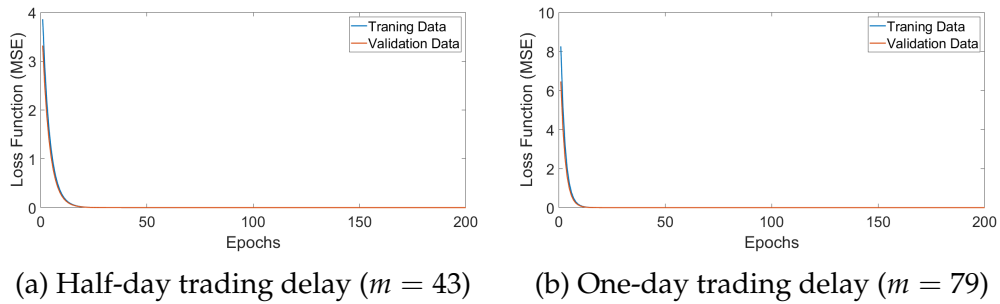 4
3
2
1
0
Loss Function (MSE)
0
50
100
150
200
Epochs
Traning Data
Validation Data
(a) Half-day trading delay (m = 43)
10
8
6
4
2
0
Loss Function (MSE)
0
50
100
150
200
Epochs
Traning Data
Validation Data
(b) One-day trading delay (m = 79)